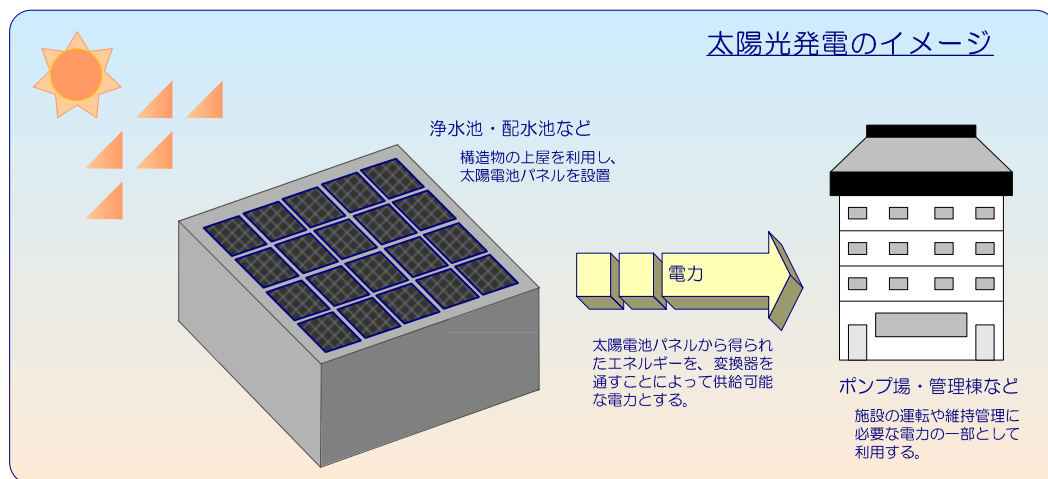 太陽光発電のイメージ
浄水池・配水池など
構造物の上屋を利用し、
太陽電池パネルを設置
電力
太陽電池パネルから得られ
たエネルギーを、変換器を
通すことによって供給可能
な電力とする。
ポンプ場・管理棟など
施設の運転や維持管理に
必要な電力の一部として
利用する。